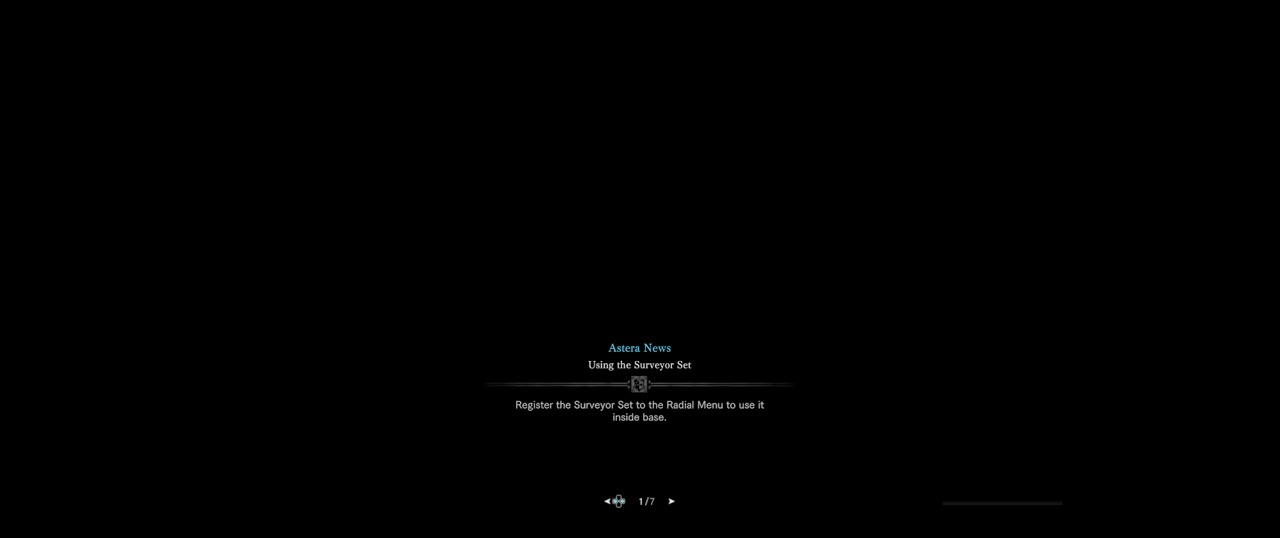 Astera News
Using the Surveyor Set
Register the Surveyor Set to the Radial Menu to use it
inside base.
1/7